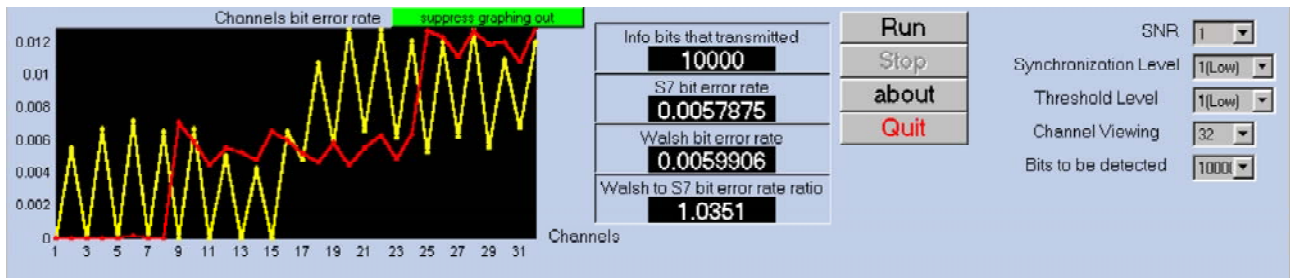 Channels bit error rate
suppress graphing out
0.012
0.01
0.008
0.006
0.004
0.002
0
1 3 5 7 9 11 13 15 17 19 21 23 25 27 29 31
Channels
Info bits that transmitted
10000
S7 bit error rate
0.0057875
Walsh bit error rate
0.0059906
Walsh to S7 bit error rate ratio
1.0351
Run
Stop
about
Quit
SNR 1
Synchronization Level 1(Low)
Threshold Level 1(Low)
Channel Viewing 32
Bits to be detected